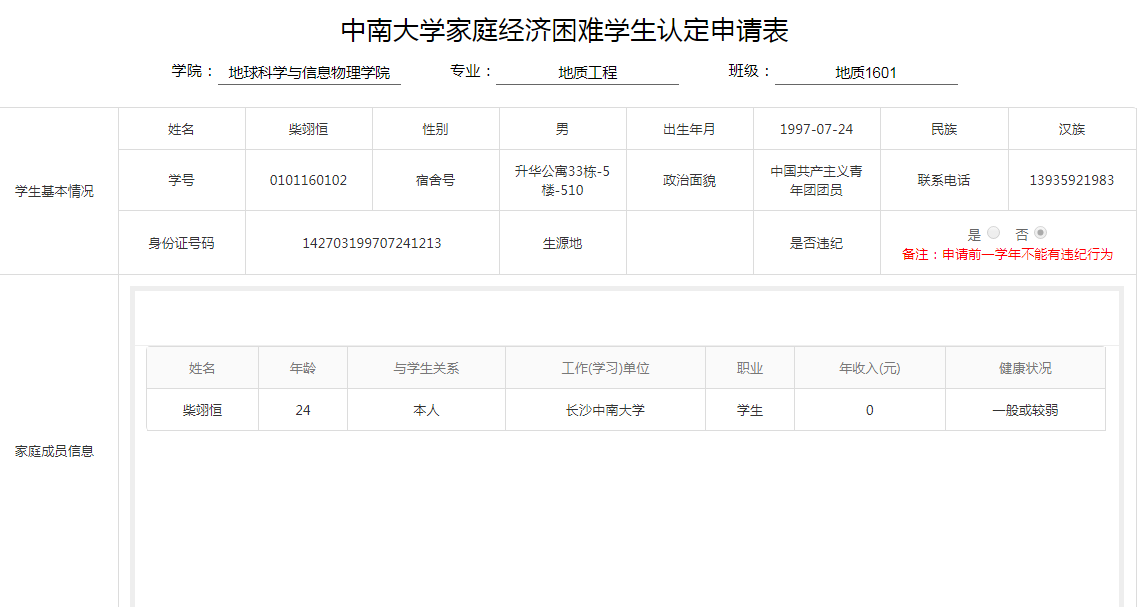 中南大学家庭经济困难学生认定申请表
学院： 地球科学与信息物理学院 专业： 地质工程 班级： 地质1601
学生基本情况
姓名 柴翊恒 性别 男 出生年月 1997-07-24 民族 汉族
学号 0101160102 宿舍号 升华公寓33栋-5
楼-510
政治面貌 中国共产主义青
年团团员
联系电话 13935921983
身份证号码 142703199707241213 生源地 是否违纪 是 否
备注：申请前一学年不能有违纪行为
家庭成员信息
姓名 年龄 与学生关系 工作(学习)单位 职业 年收入(元) 健康状况
柴翊恒 24 本人 长沙中南大学 学生 0 一般或较弱